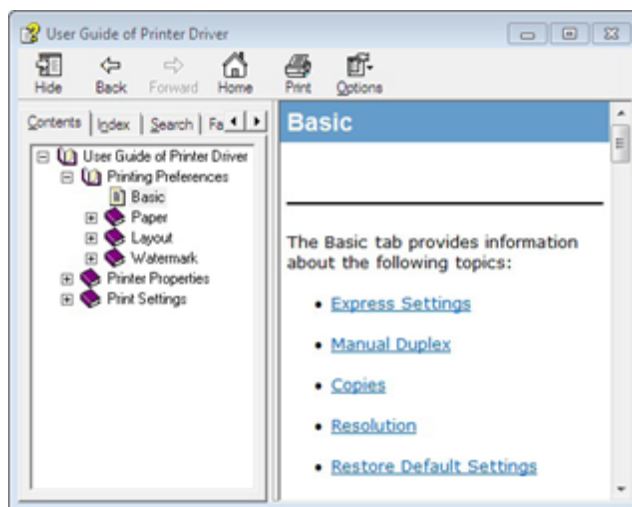 User Guide of Printer Driver
Hide Back Forward Home Print Options
Contents Index Search Fa
User Guide of Printer Driver
Printing Preferences
Basic
Paper
Layout
Watermark
Printer Properties
Print Settings
Basic
The Basic tab provides information
about the following topics:
• Express Settings
• Manual Duplex
• Copies
• Resolution
• Restore Default Settings